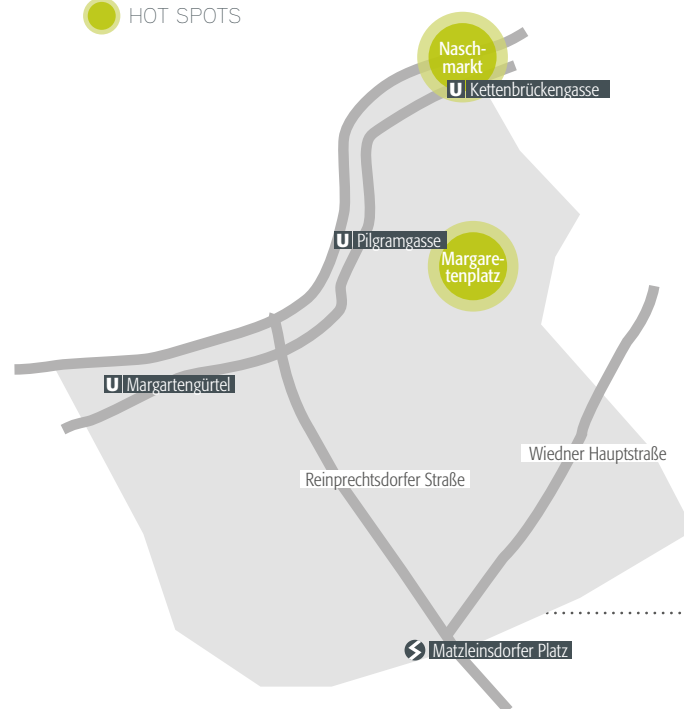 HOT SPOTS
Nasch-
markt
U Kettenbrückengasse
U Pilgramgasse
Margare-
tenplatz
U Margartengürtel
Wiedner Hauptstraße
Reinprechtsdorfer Straße
Matzleinsdorfer Platz